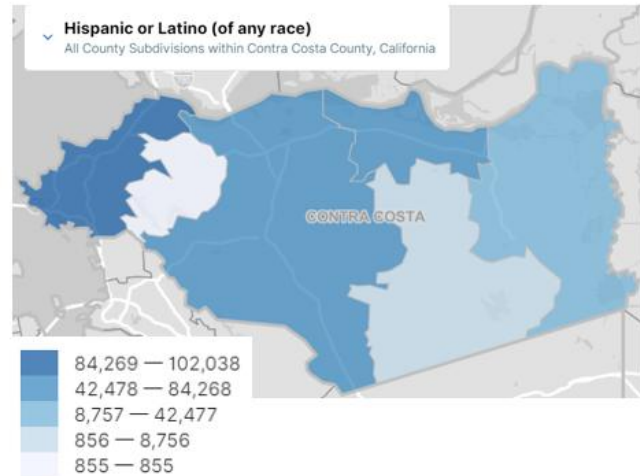 Hispanic or Latino (of any race)
All County Subdivisions within Contra Costa County, California
CONTRA COSTA
84,269 — 102,038
42,478 — 84,268
8,757 — 42,477
856 — 8,756
855 — 855